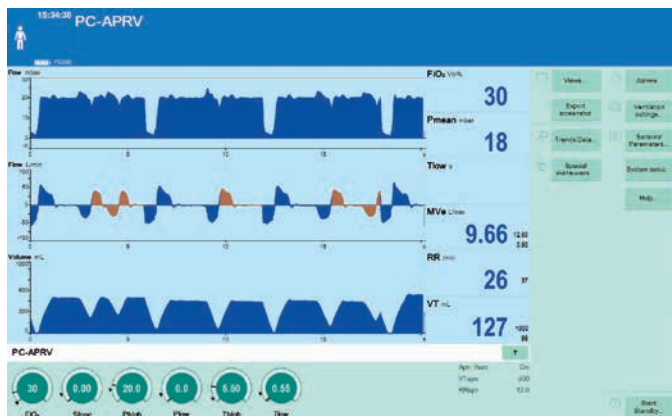 15:34:38 PC-APRV
Paw mbar
Flow L/min
Volume mL
FiO₂ Vol%
30
Pmean mbar
18
Tlow s
MVe L/min
9.66
RR /min
26
VT mL
127
Views...
Export screenshot
Trends/Data...
Special maneuvers
Alarms
Ventilation settings...
Sensors/ Parameters...
System setup...
Help...
Start Standby...
PC-APRV
30
0.00
20.0
0.0
5.50
0.55
FiO₂
Slope
Phigh
Plow
Thigh
Tlow